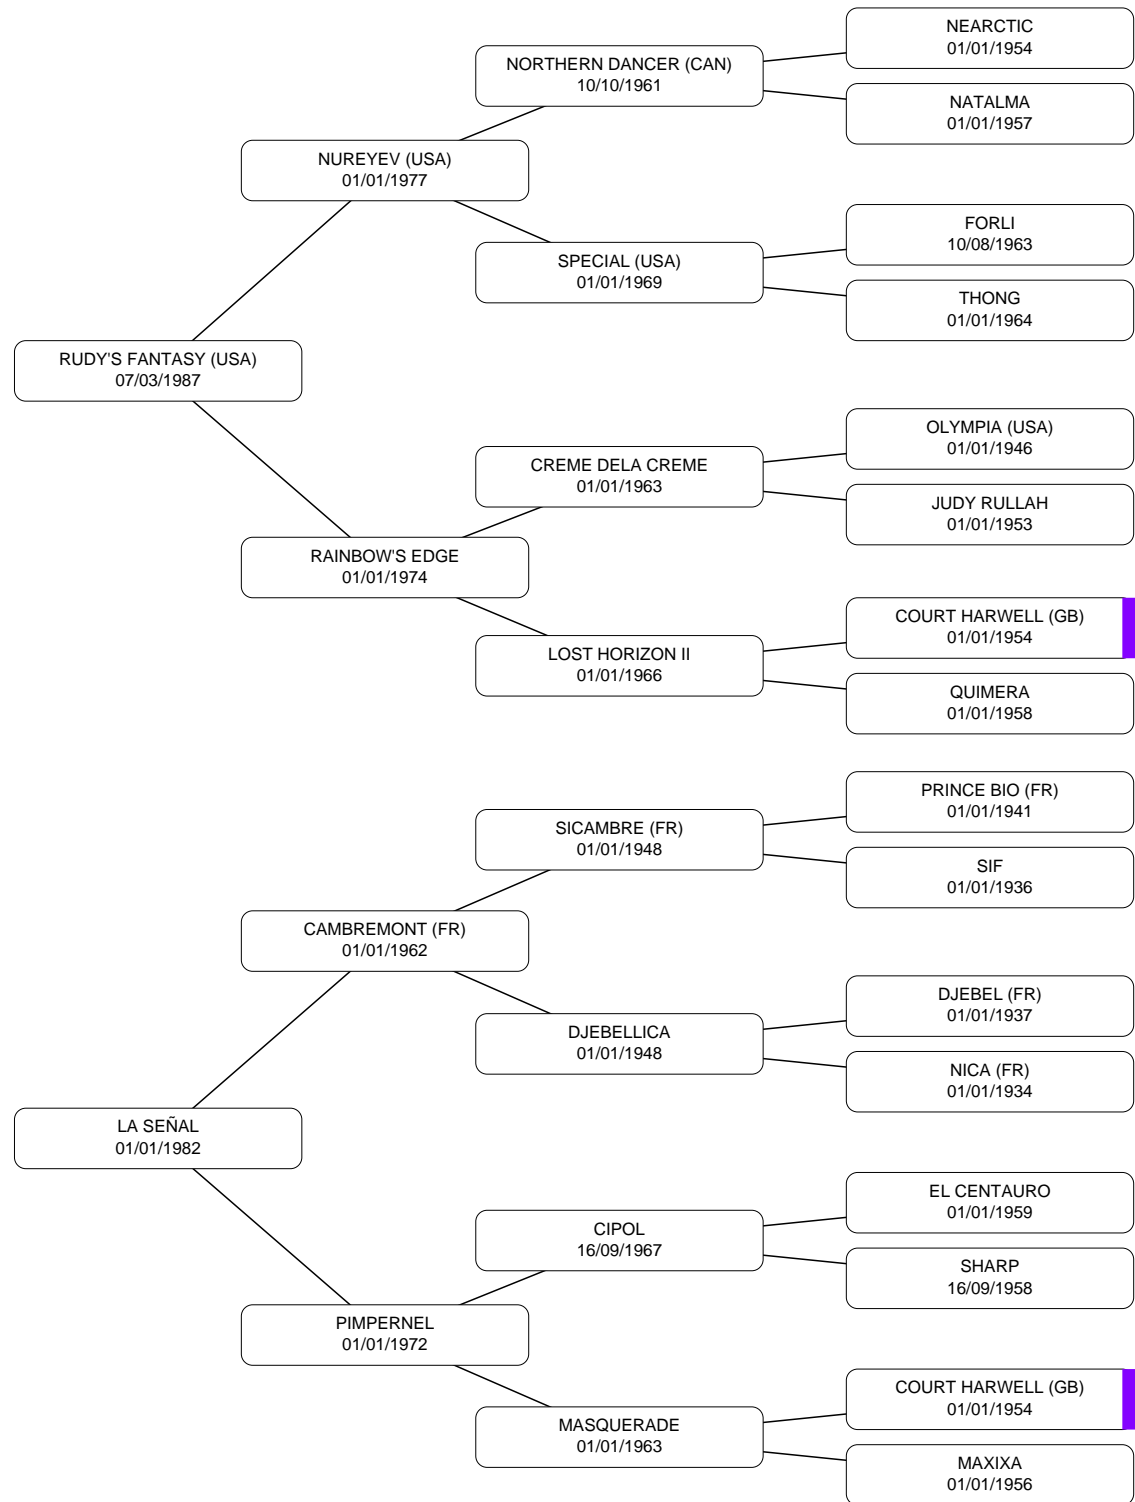 NEARCTIC
01/01/1954
NORTHERN DANCER (CAN)
10/10/1961
NATALMA
01/01/1957
NUREYEV (USA)
01/01/1977
FORLI
10/08/1963
SPECIAL (USA)
01/01/1969
THONG
01/01/1964
RUDY'S FANTASY (USA)
07/03/1987
OLYMPIA (USA)
01/01/1946
CREME DELA CREME
01/01/1963
JUDY RULLAH
01/01/1953
RAINBOW'S EDGE
01/01/1974
COURT HARWELL (GB)
01/01/1954
LOST HORIZON II
01/01/1966
QUIMERA
01/01/1958
PRINCE BIO (FR)
01/01/1941
SICAMBRE (FR)
01/01/1948
SIF
01/01/1936
CAMBREMONT (FR)
01/01/1962
DJEBEL (FR)
01/01/1937
DJEBELLICA
01/01/1948
NICA (FR)
01/01/1934
LA SEÑAL
01/01/1982
EL CENTAURO
01/01/1959
CIPOL
16/09/1967
SHARP
16/09/1958
PIMPERNEL
01/01/1972
COURT HARWELL (GB)
01/01/1954
MASQUERADE
01/01/1963
MAXIXA
01/01/1956